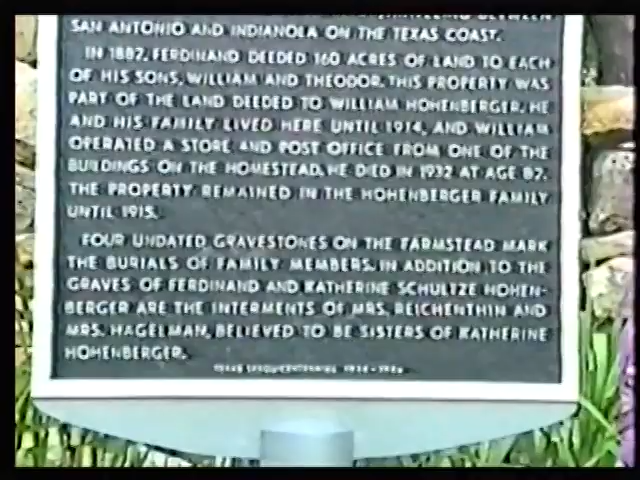 BETWEEN
SAN ANTONIO AND INDIANOLA ON THE TEXAS COAST.
IN 1887, FERDINAND DEEDED 160 ACRES OF LAND TO EACH
OF HIS SONS, WILLIAM AND THEODOR. THIS PROPERTY WAS
PART OF THE LAND DEEDED TO WILLIAM HOHENBERGER. HE
AND HIS FAMILY LIVED HERE UNTIL 1914, AND WILLIAM
OPERATED A STORE AND POST OFFICE FROM ONE OF THE
BUILDINGS ON THE HOMESTEAD. HE DIED IN 1932 AT AGE 87.
THE PROPERTY REMAINED IN THE HOHENBERGER FAMILY
UNTIL 1915.
FOUR UNDATED GRAVESTONES ON THE FARMSTEAD MARK
THE BURIALS OF FAMILY MEMBERS. IN ADDITION TO THE
GRAVES OF FERDINAND AND KATHERINE SCHULTZE HOHEN-
BERGER ARE THE INTERMENTS OF MRS. REICHENTHIN AND
MRS. HAGELMAN, BELIEVED TO BE SISTERS OF KATHERINE
HOHENBERGER.
TEXAS SESQUICENTENNIAL 1836-1986